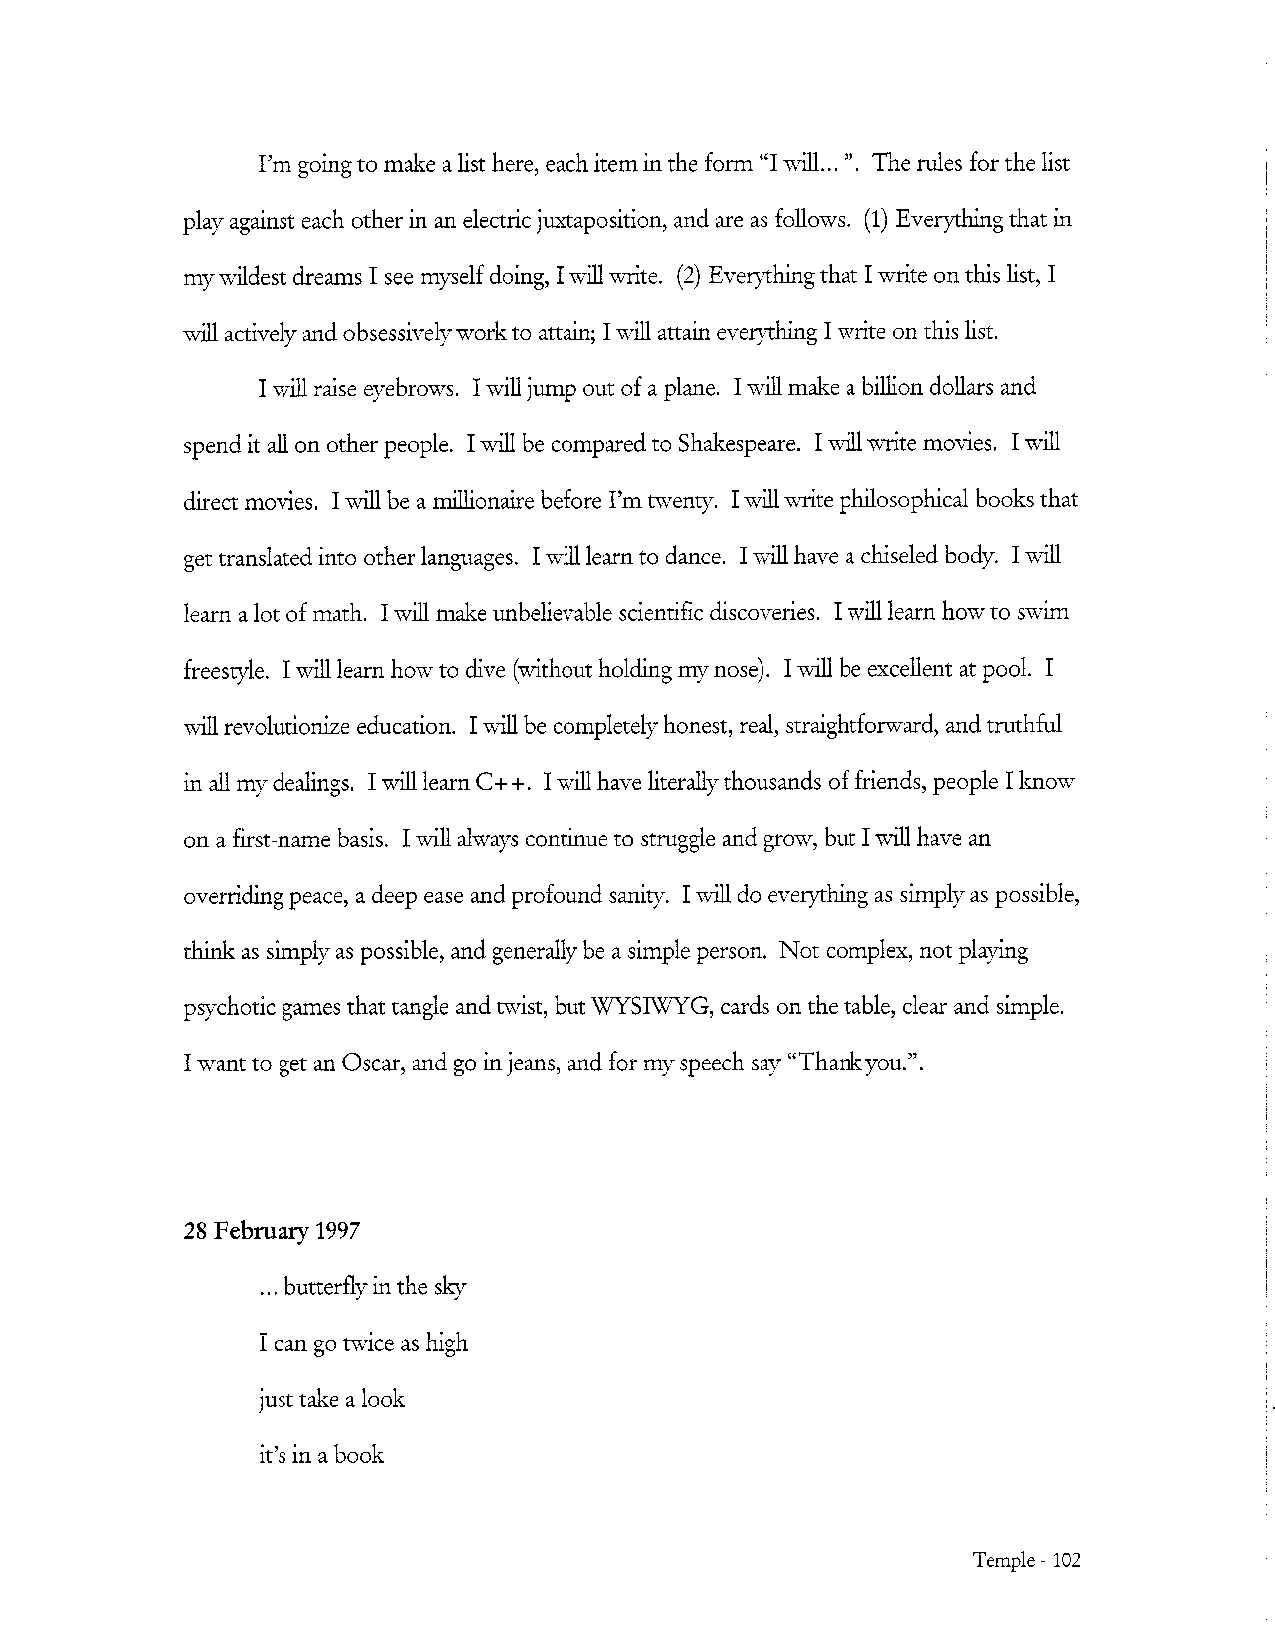 I'm going to make a list here, each item in the form “I will... ”. The rules for the list
play against each other in an electric juxtaposition, and are as follows. (1) Everything that in
my wildest dreams I see myself doing, I will write. (2) Everything that I write on this list, I
will actively and obsessively work to attain; I will attain everything I write on this list.
I will raise eyebrows. I will jump out of a plane. I will make a billion dollars and
spend it all on other people. I will be compared to Shakespeare. I will write movies. I will
direct movies. I will be a millionaire before I'm twenty. I will write philosophical books that
get translated into other languages. I will learn to dance. I will have a chiseled body. I will
learn a lot of math. I will make unbelievable scientific discoveries. I will learn how to swim
freestyle. I will learn how to dive (without holding my nose). I will be excellent at pool. I
will revolutionize education. I will be completely honest, real, straightforward, and truthful
in all my dealings. I will learn C++. I will have literally thousands of friends, people I know
on a first-name basis. I will always continue to struggle and grow, but I will have an
overriding peace, a deep ease and profound sanity. I will do everything as simply as possible,
think as simply as possible, and generally be a simple person. Not complex, not playing
psychotic games that tangle and twist, but WYSIWYG, cards on the table, clear and simple.
I want to get an Oscar, and go in jeans, and for my speech say “Thank you.”.
28 February 1997
... butterfly in the sky
I can go twice as high
just take a look
it's in a book
Temple - 102